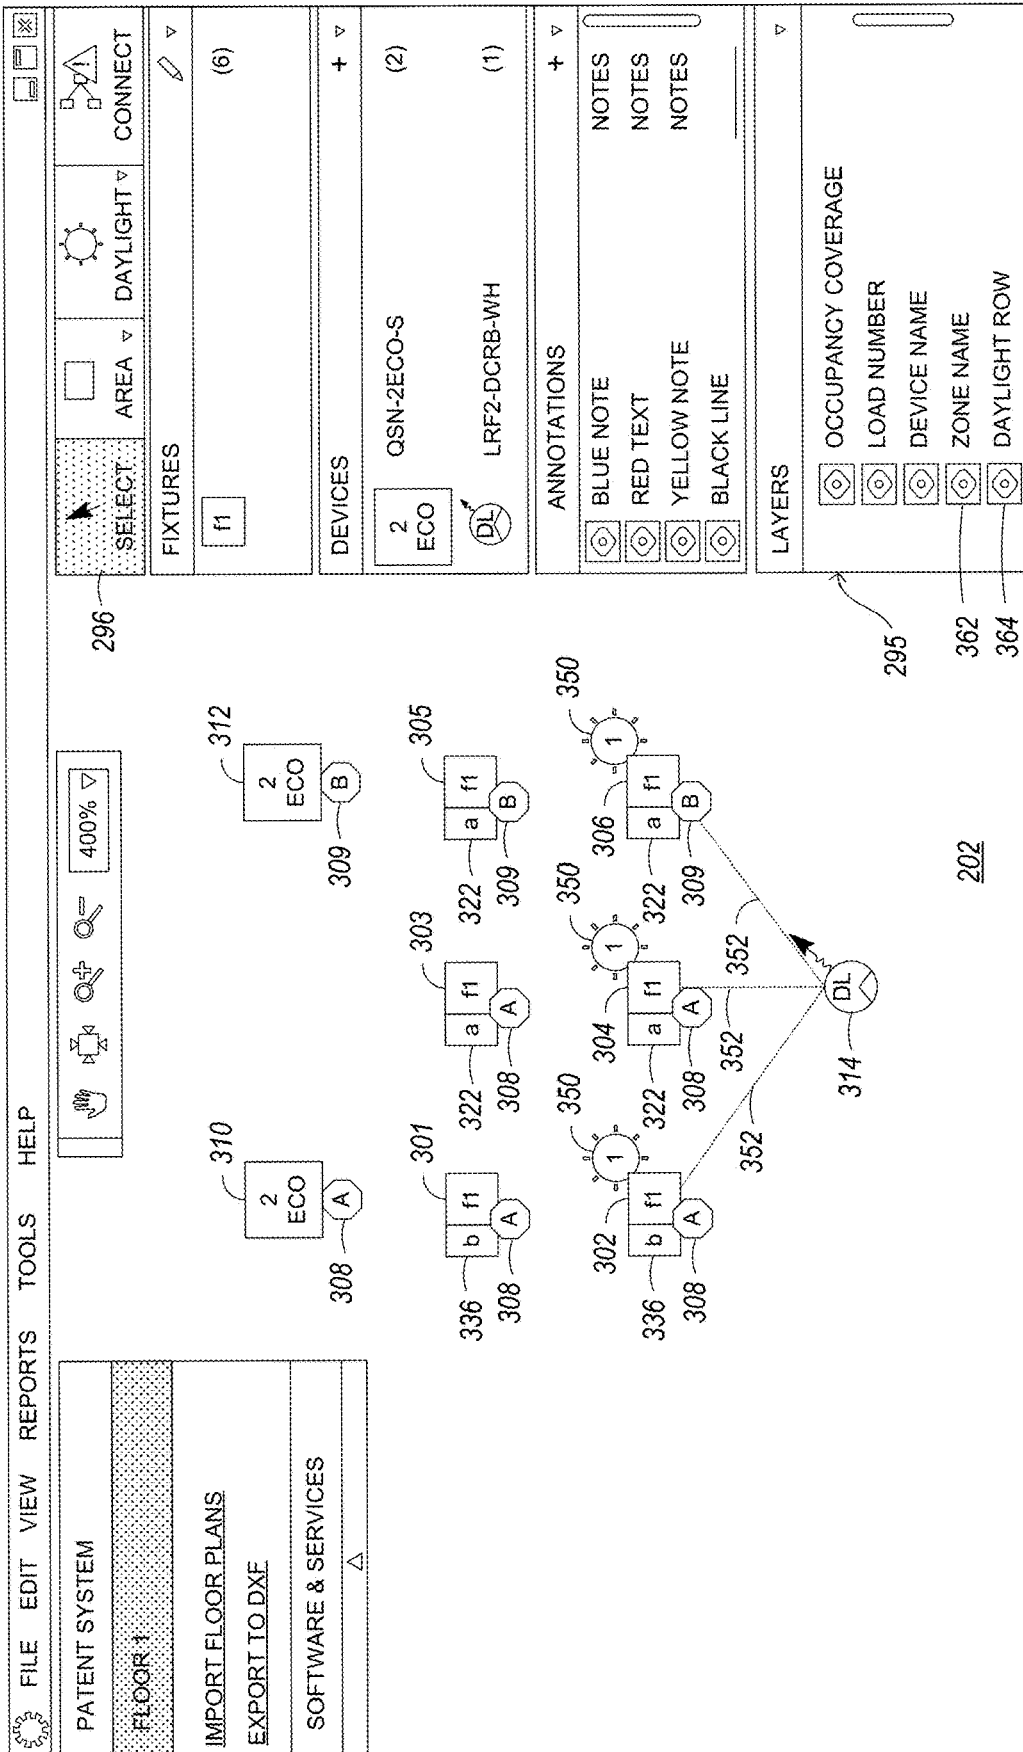 FILE EDIT VIEW REPORTS TOOLS HELP
PATENT SYSTEM
FLOOR 1
IMPORT FLOOR PLANS
EXPORT TO DXF
SOFTWARE & SERVICES
400%
310
2
ECO
A
308
312
2
ECO
B
309
301
b f1
336
A
308
303
a f1
322
A
308
305
a f1
322
B
309
350
1
302
b f1
336
A
308
350
1
304
a f1
322
A
308
350
1
306
a f1
322
B
309
352
352
352
DL
314
202
296
SELECT
AREA
DAYLIGHT
CONNECT
FIXTURES
f1 (6)
DEVICES +
2
ECO
QSN-2ECO-S (2)
DL LRF2-DCRB-WH (1)
ANNOTATIONS +
BLUE NOTE NOTES
RED TEXT NOTES
YELLOW NOTE NOTES
BLACK LINE
LAYERS
295
OCCUPANCY COVERAGE
LOAD NUMBER
DEVICE NAME
362 ZONE NAME
364 DAYLIGHT ROW